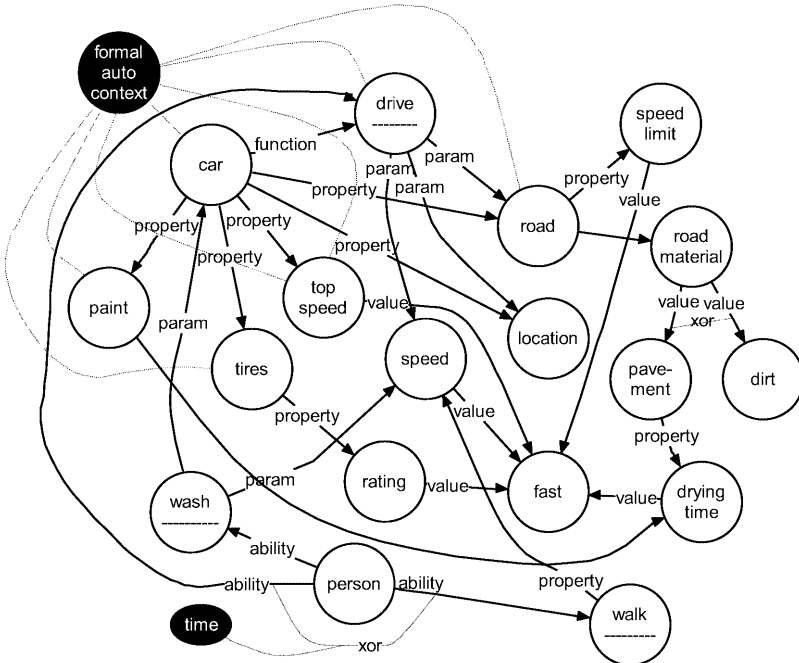 formal
auto
context
drive
--------
speed
limit
function
car
param
param
param
property
property
value
road
road
material
property
property
property
property
value
value
xor
top
speed
value
location
paint
param
speed
pave-
ment
dirt
tires
property
value
property
param
rating
value
fast
value
drying
time
wash
----------
ability
ability
person
ability
property
walk
---------
time
xor